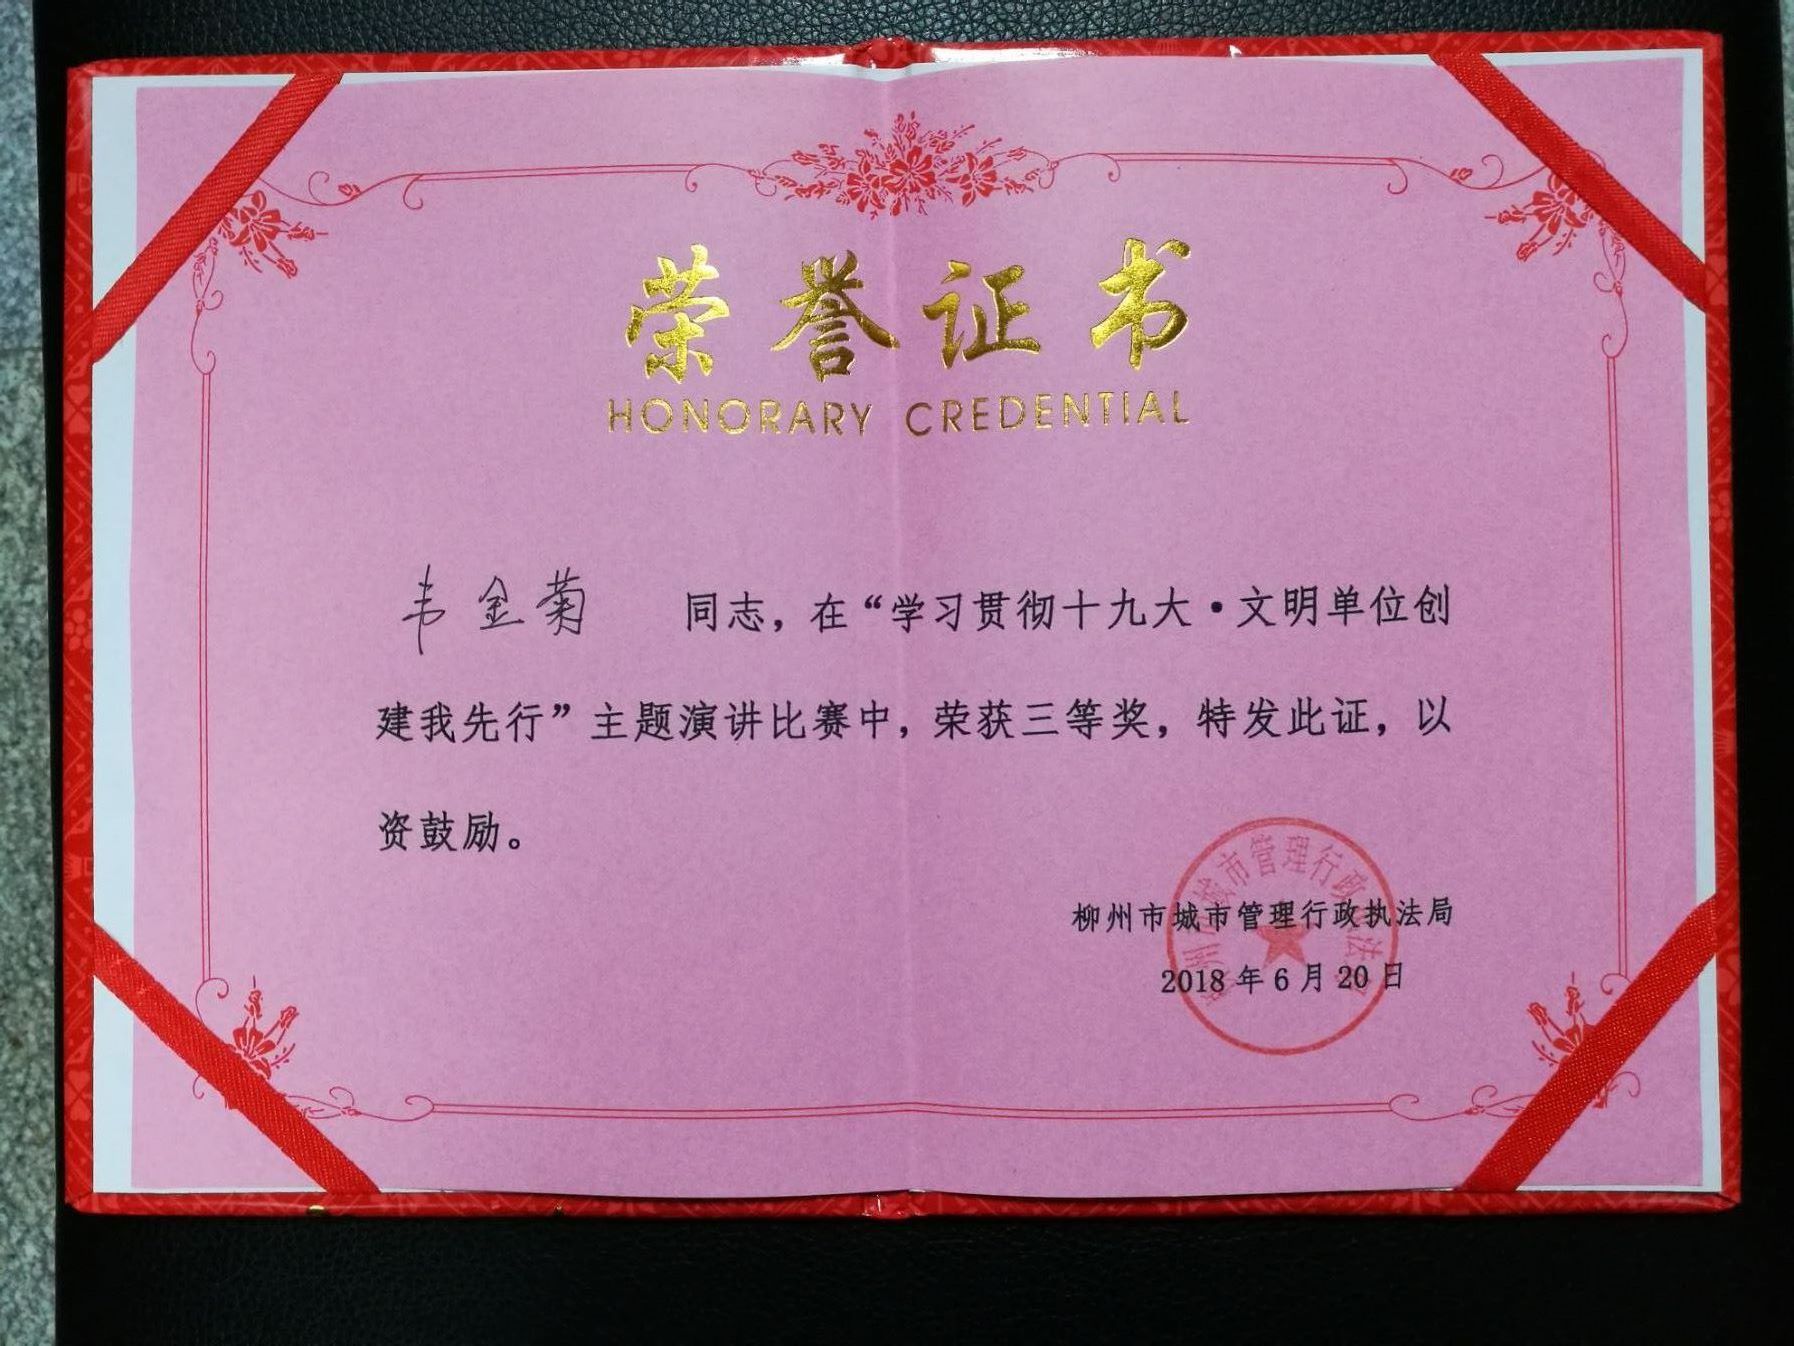 荣誉证书
HONORARY CREDENTIAL
韦金菊 同志，在“学习贯彻十九大·文明单位创
建我先行”主题演讲比赛中，荣获三等奖，特发此证，以
资鼓励。
柳州市城市管理行政执法局
2018年6月20日